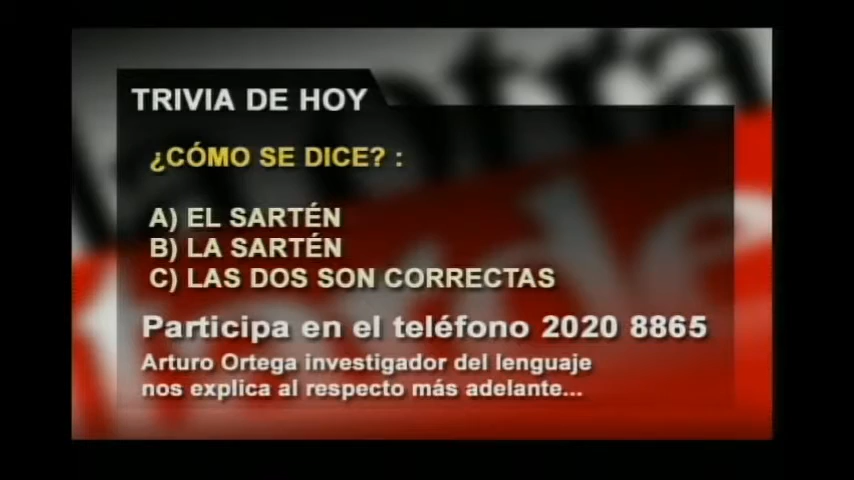 TRIVIA DE HOY
¿CÓMO SE DICE? :
A) EL SARTÉN
B) LA SARTÉN
C) LAS DOS SON CORRECTAS
Participa en el teléfono 2020 8865
Arturo Ortega investigador del lenguaje
nos explica al respecto más adelante...